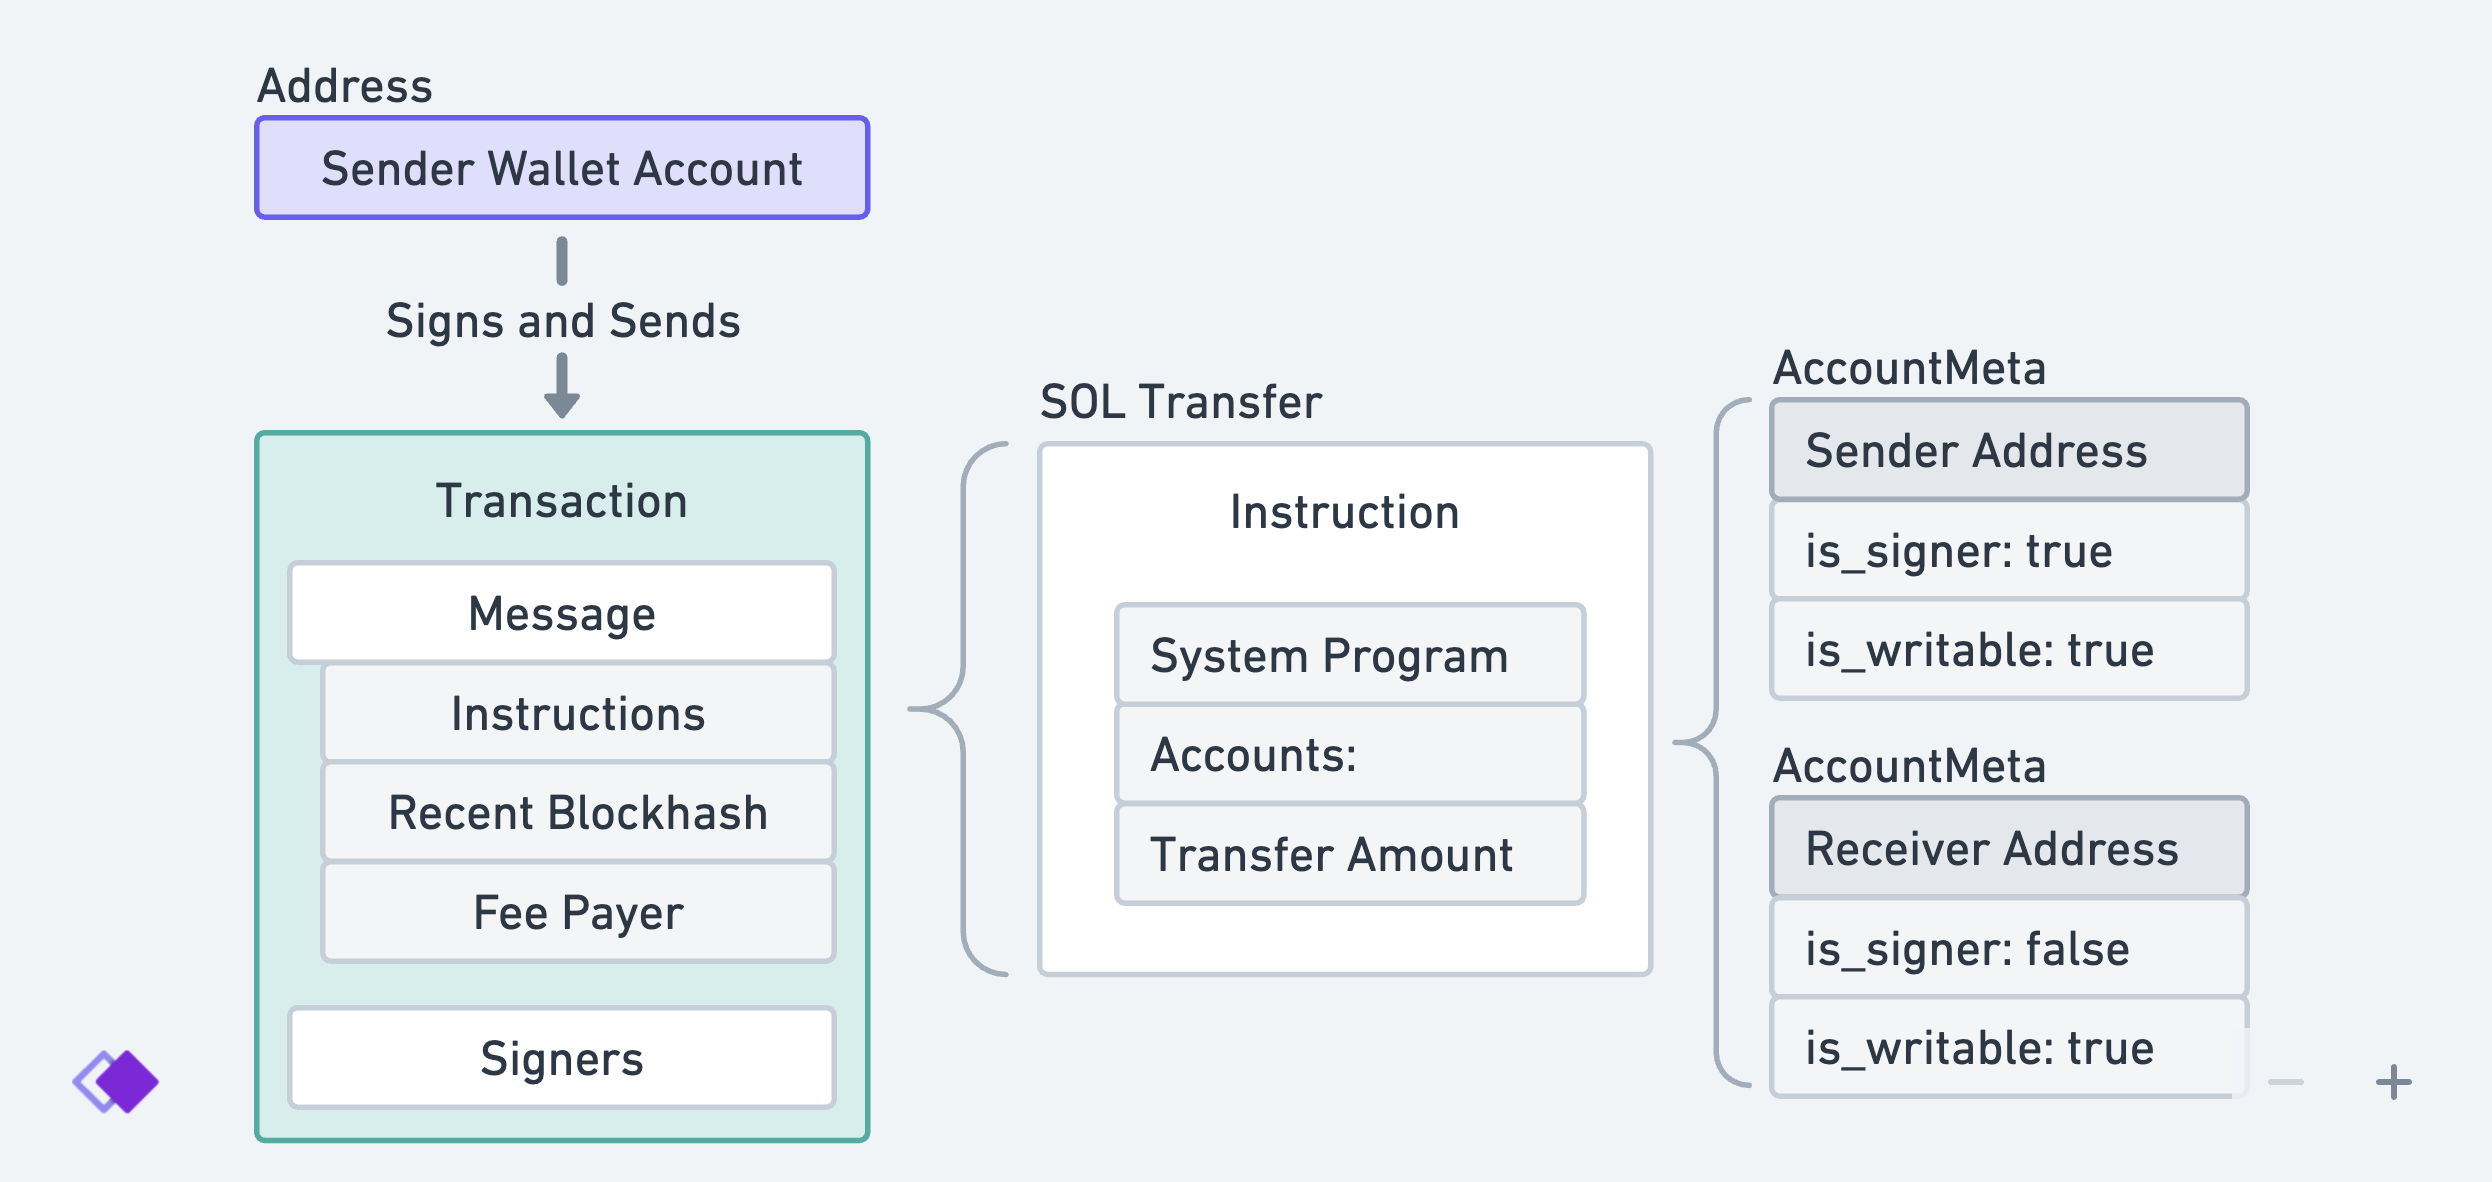 Address
Sender Wallet Account
Signs and Sends
Transaction
Message
Instructions
Recent Blockhash
Fee Payer
Signers
SOL Transfer
Instruction
System Program
Accounts:
Transfer Amount
AccountMeta
Sender Address
is_signer: true
is_writable: true
AccountMeta
Receiver Address
is_signer: false
is_writable: true